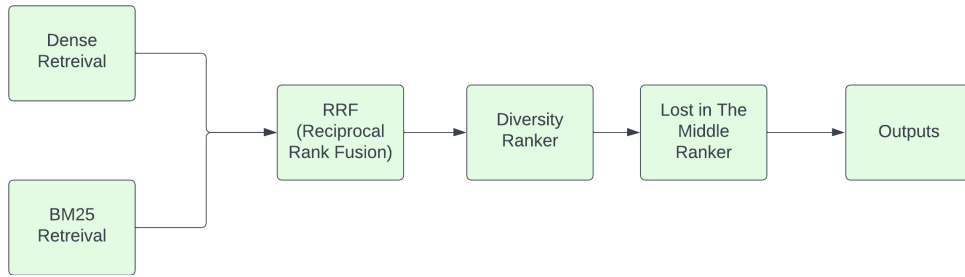 Dense
Retreival
BM25
Retreival
RRF
(Reciprocal
Rank Fusion)
Diversity
Ranker
Lost in The
Middle
Ranker
Outputs